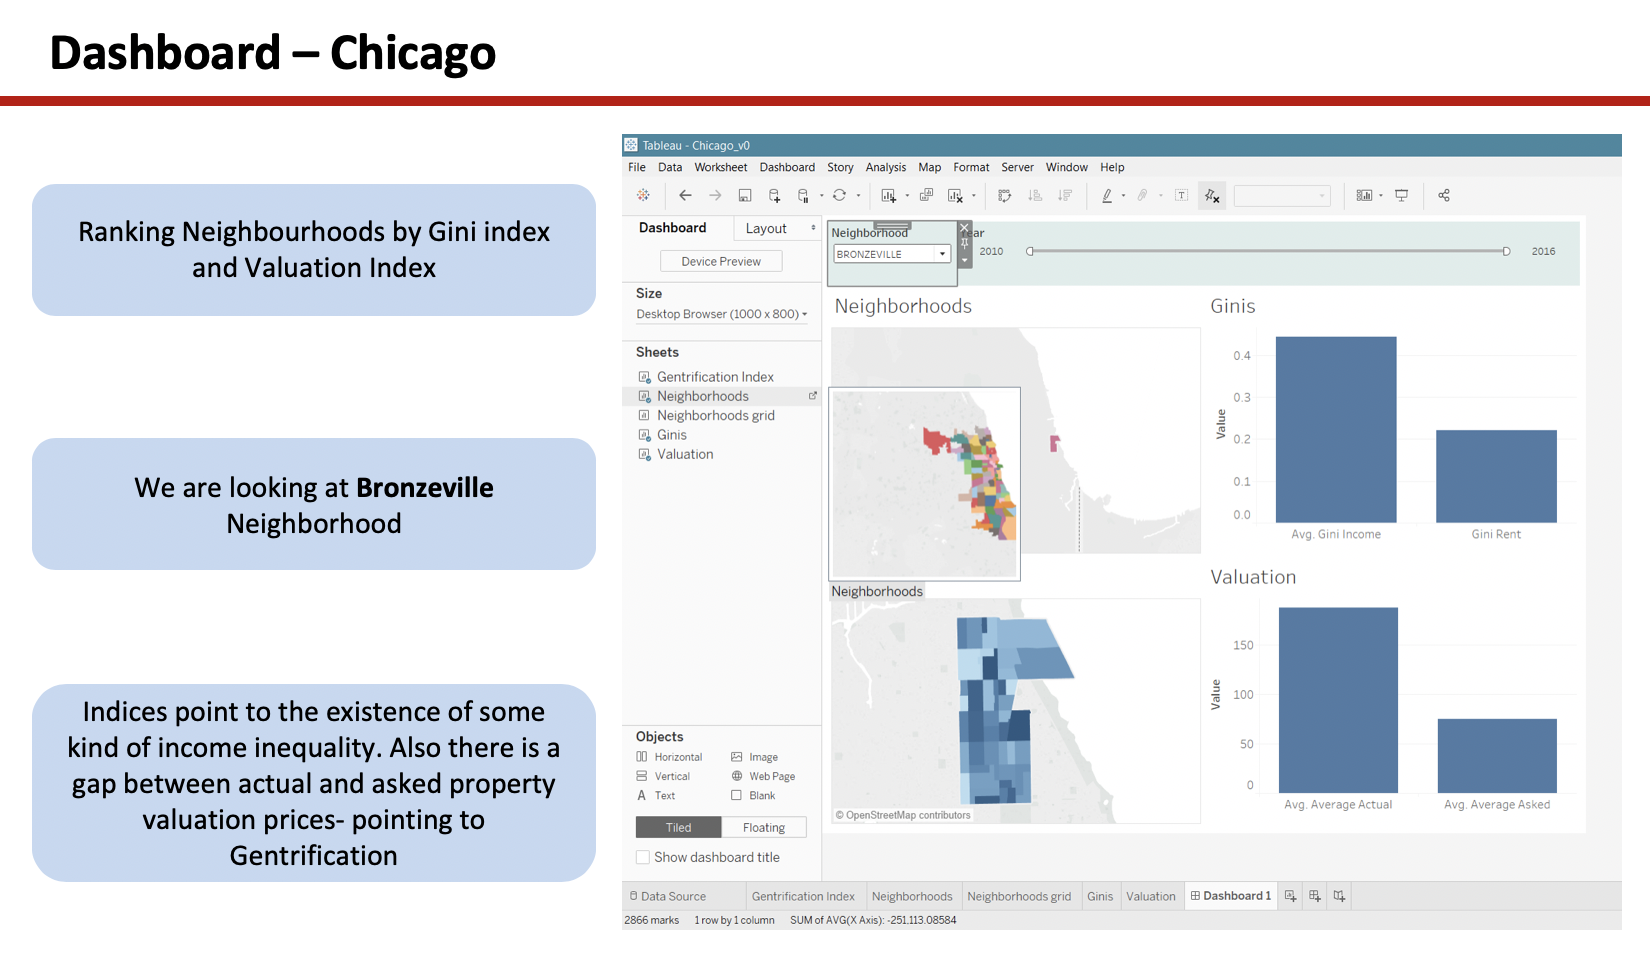 Dashboard – Chicago
Ranking Neighbourhoods by Gini index
and Valuation Index
We are looking at Bronzeville
Neighborhood
Indices point to the existence of some
kind of income inequality. Also there is a
gap between actual and asked property
valuation prices- pointing to
Gentrification
Tableau - Chicago_v0
File Data Worksheet Dashboard Story Analysis Map Format Server Window Help
Dashboard Layout
Device Preview
Size
Desktop Browser (1000 x 800)
Sheets
Gentrification Index
Neighborhoods
Neighborhoods grid
Ginis
Valuation
Objects
Horizontal Image
Vertical Web Page
A Text Blank
Tiled Floating
Show dashboard title
Neighborhood
BRONZEVILLE
ear
2010 2016
Neighborhoods
Neighborhoods
© OpenStreetMap contributors
Ginis
0.4
0.3
0.2
0.1
0.0
Value
Avg. Gini Income Gini Rent
Valuation
150
100
50
0
Value
Avg. Average Actual Avg. Average Asked
Data Source Gentrification Index Neighborhoods Neighborhoods grid Ginis Valuation Dashboard 1
2866 marks 1 row by 1 column SUM of AVG(X Axis): -251,113.08584